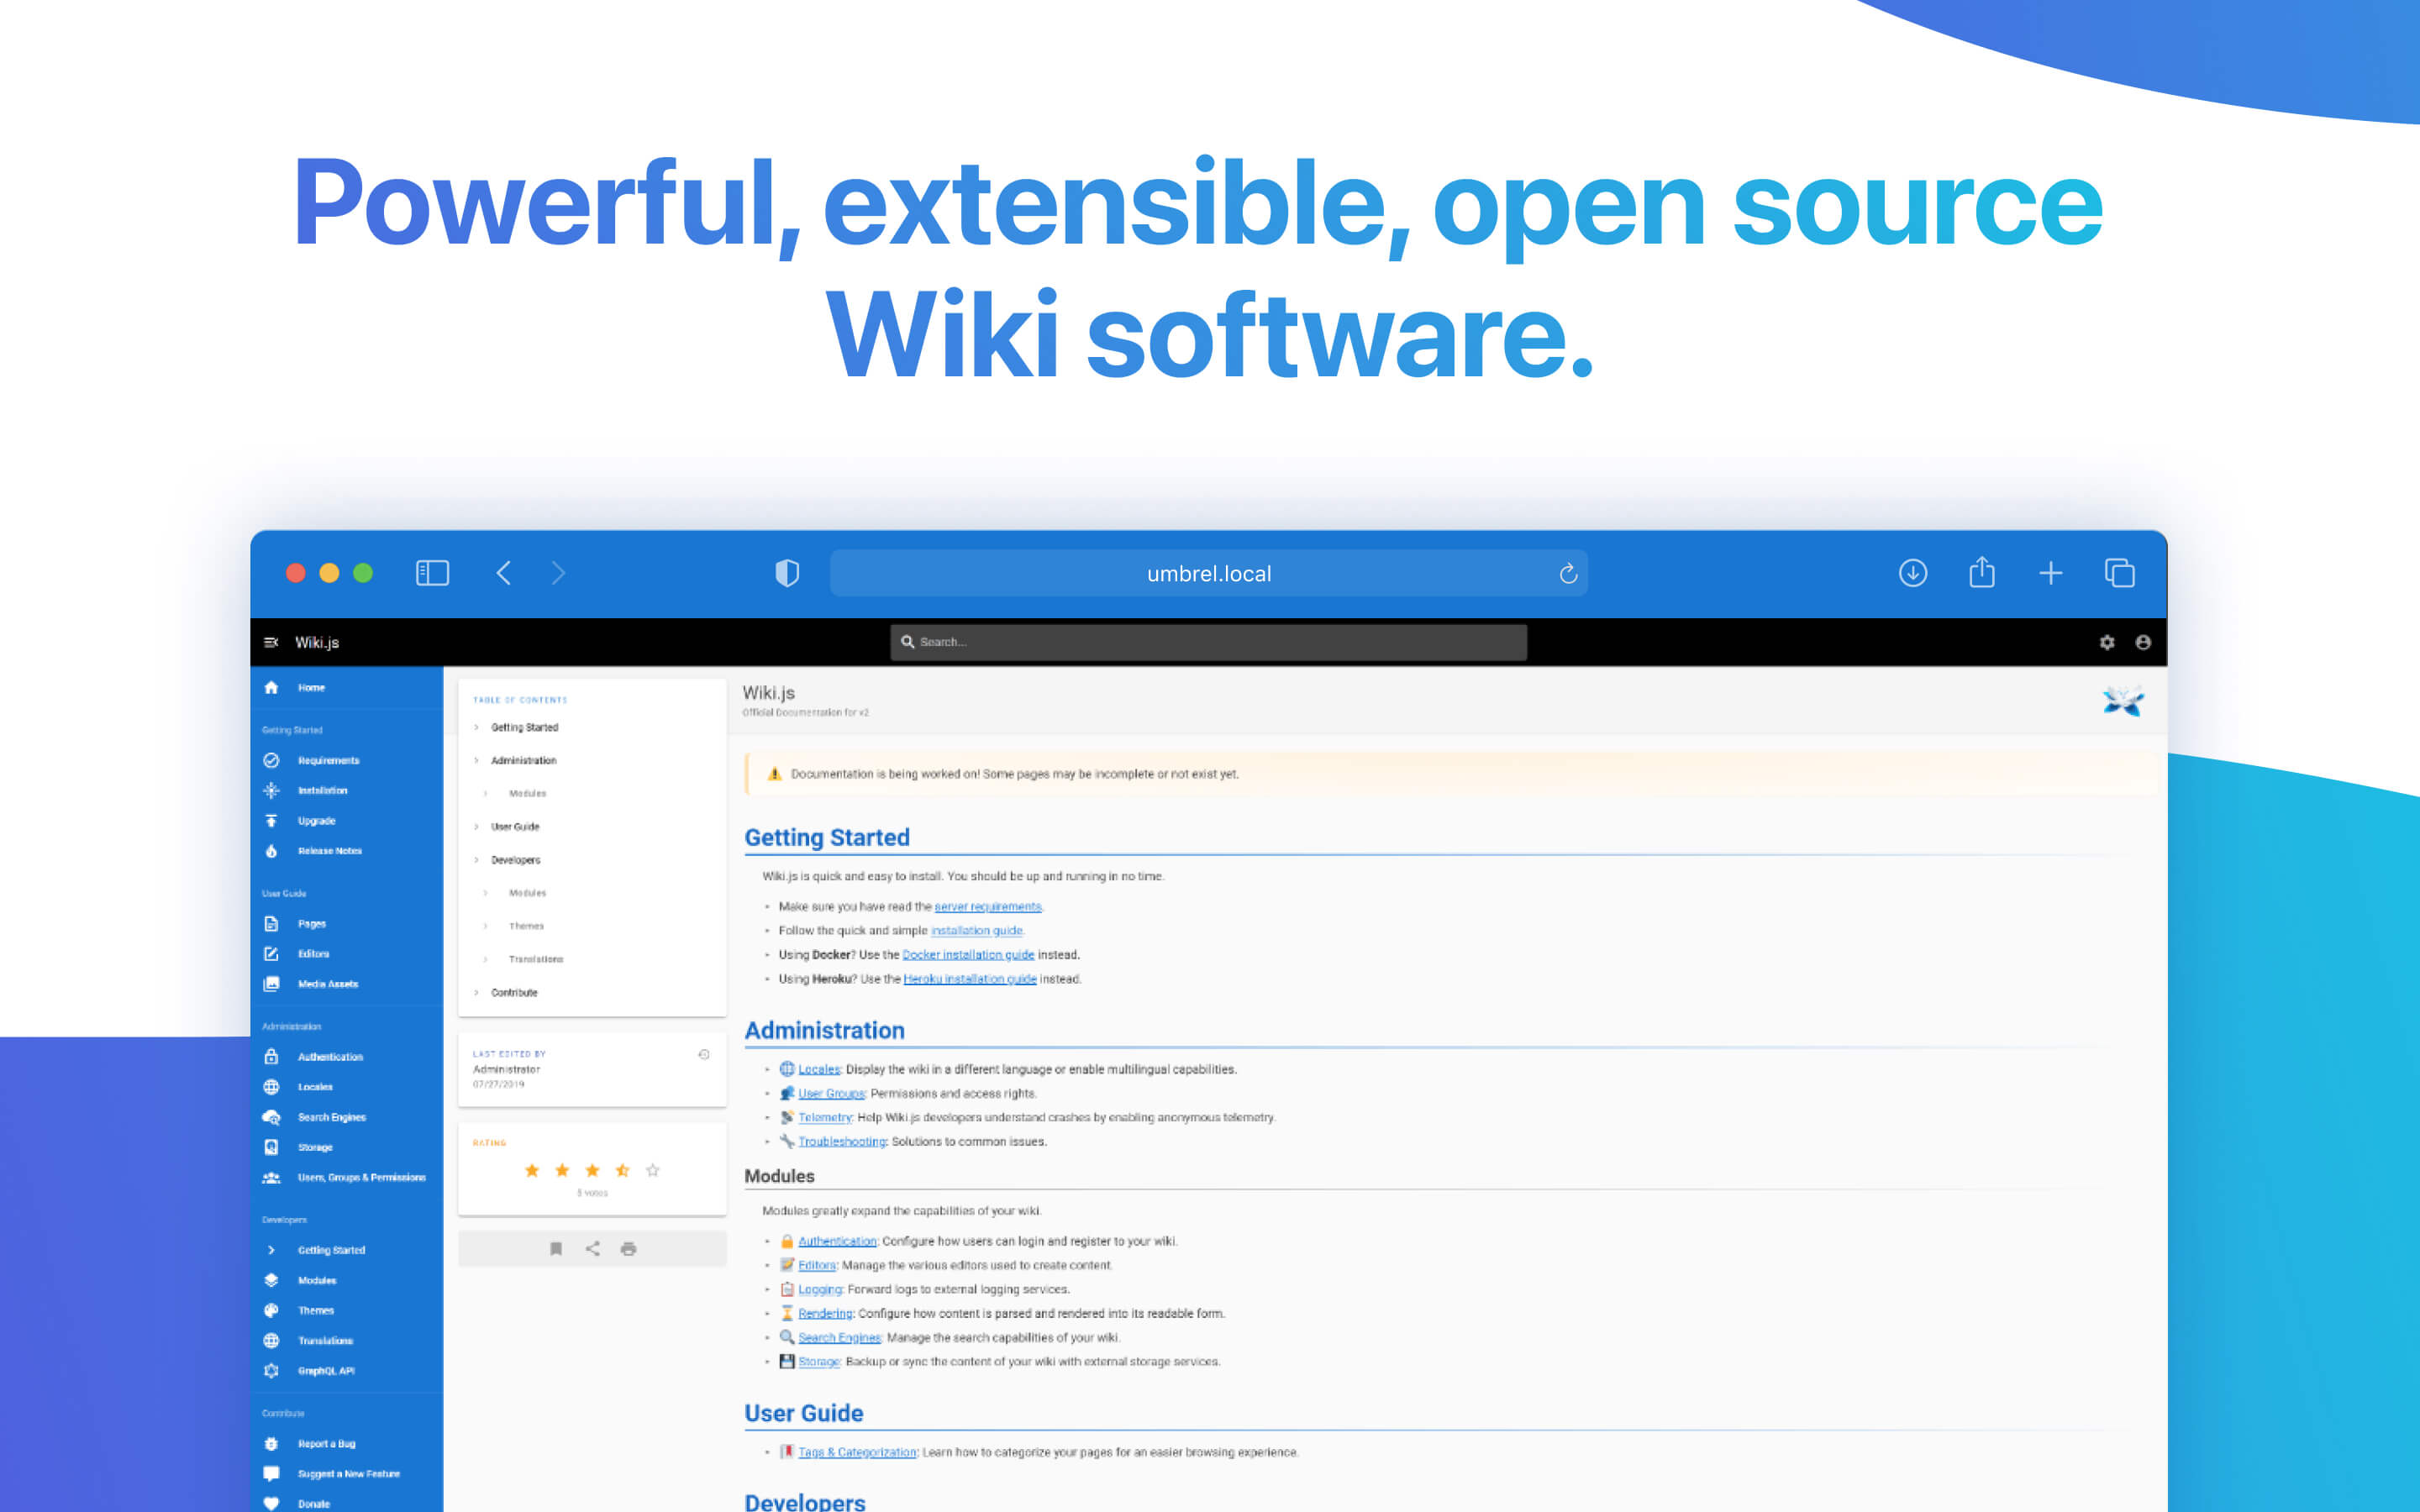 Powerful, extensible, open source
Wiki software.
umbrel.local
Wiki.js
Search...
Home
Getting Started
Requirements
Installation
Upgrade
Release Notes
User Guide
Pages
Editors
Media Assets
Administration
Authentication
Locales
Search Engines
Storage
Users, Groups & Permissions
Developers
Getting Started
Modules
Themes
Translations
GraphQL API
Contribute
Report a Bug
Suggest a New Feature
Donate
TABLE OF CONTENTS
Getting Started
Administration
Modules
User Guide
Developers
Modules
Themes
Translations
Contribute
LAST EDITED BY
Administrator
07/27/2019
RATING
5 votes
Wiki.js
Official Documentation for v2
Documentation is being worked on! Some pages may be incomplete or not exist yet.
Getting Started
Wiki.js is quick and easy to install. You should be up and running in no time.
Make sure you have read the server requirements.
Follow the quick and simple installation guide.
Using Docker? Use the Docker installation guide instead.
Using Heroku? Use the Heroku installation guide instead.
Administration
Locales: Display the wiki in a different language or enable multilingual capabilities.
User Groups: Permissions and access rights.
Telemetry: Help Wiki.js developers understand crashes by enabling anonymous telemetry.
Troubleshooting: Solutions to common issues.
Modules
Modules greatly expand the capabilities of your wiki.
Authentication: Configure how users can login and register to your wiki.
Editors: Manage the various editors used to create content.
Logging: Forward logs to external logging services.
Rendering: Configure how content is parsed and rendered into its readable form.
Search Engines: Manage the search capabilities of your wiki.
Storage: Backup or sync the content of your wiki with external storage services.
User Guide
Tags & Categorization: Learn how to categorize your pages for an easier browsing experience.
Developers